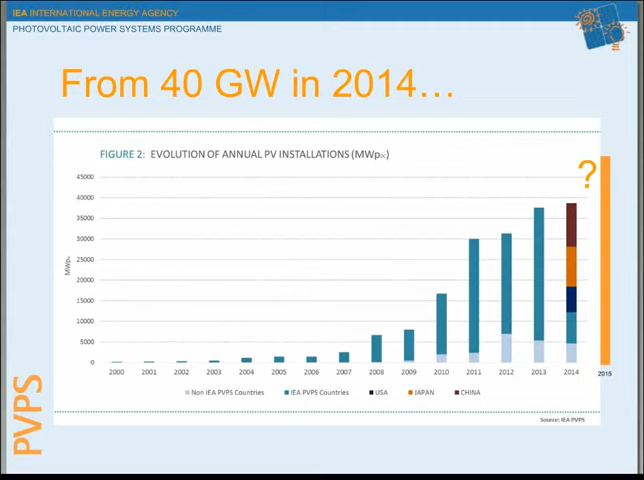 IEA INTERNATIONAL ENERGY AGENCY
PHOTOVOLTAIC POWER SYSTEMS PROGRAMME
From 40 GW in 2014…
FIGURE 2: EVOLUTION OF ANNUAL PV INSTALLATIONS (MWpDC)
?
45000
40000
35000
30000
25000
20000
15000
10000
5000
0
MWp
2000 2001 2002 2003 2004 2005 2006 2007 2008 2009 2010 2011 2012 2013 2014 2015
Non IEA PVPS Countries IEA PVPS Countries USA JAPAN CHINA
Source: IEA PVPS
PVPS